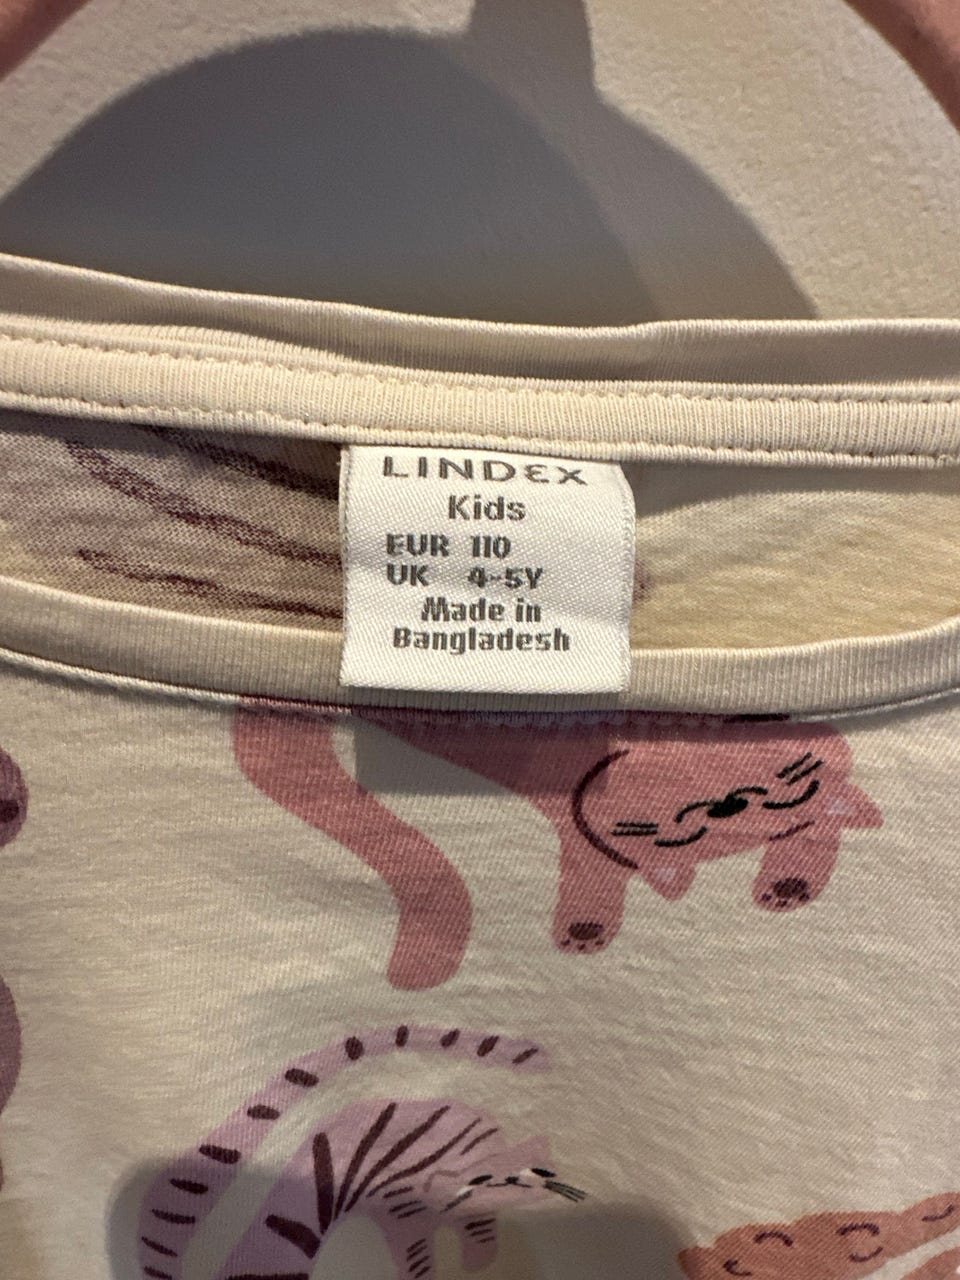 LINDEX
Kids
EUR 110
UK 4-5Y
Made in
Bangladesh